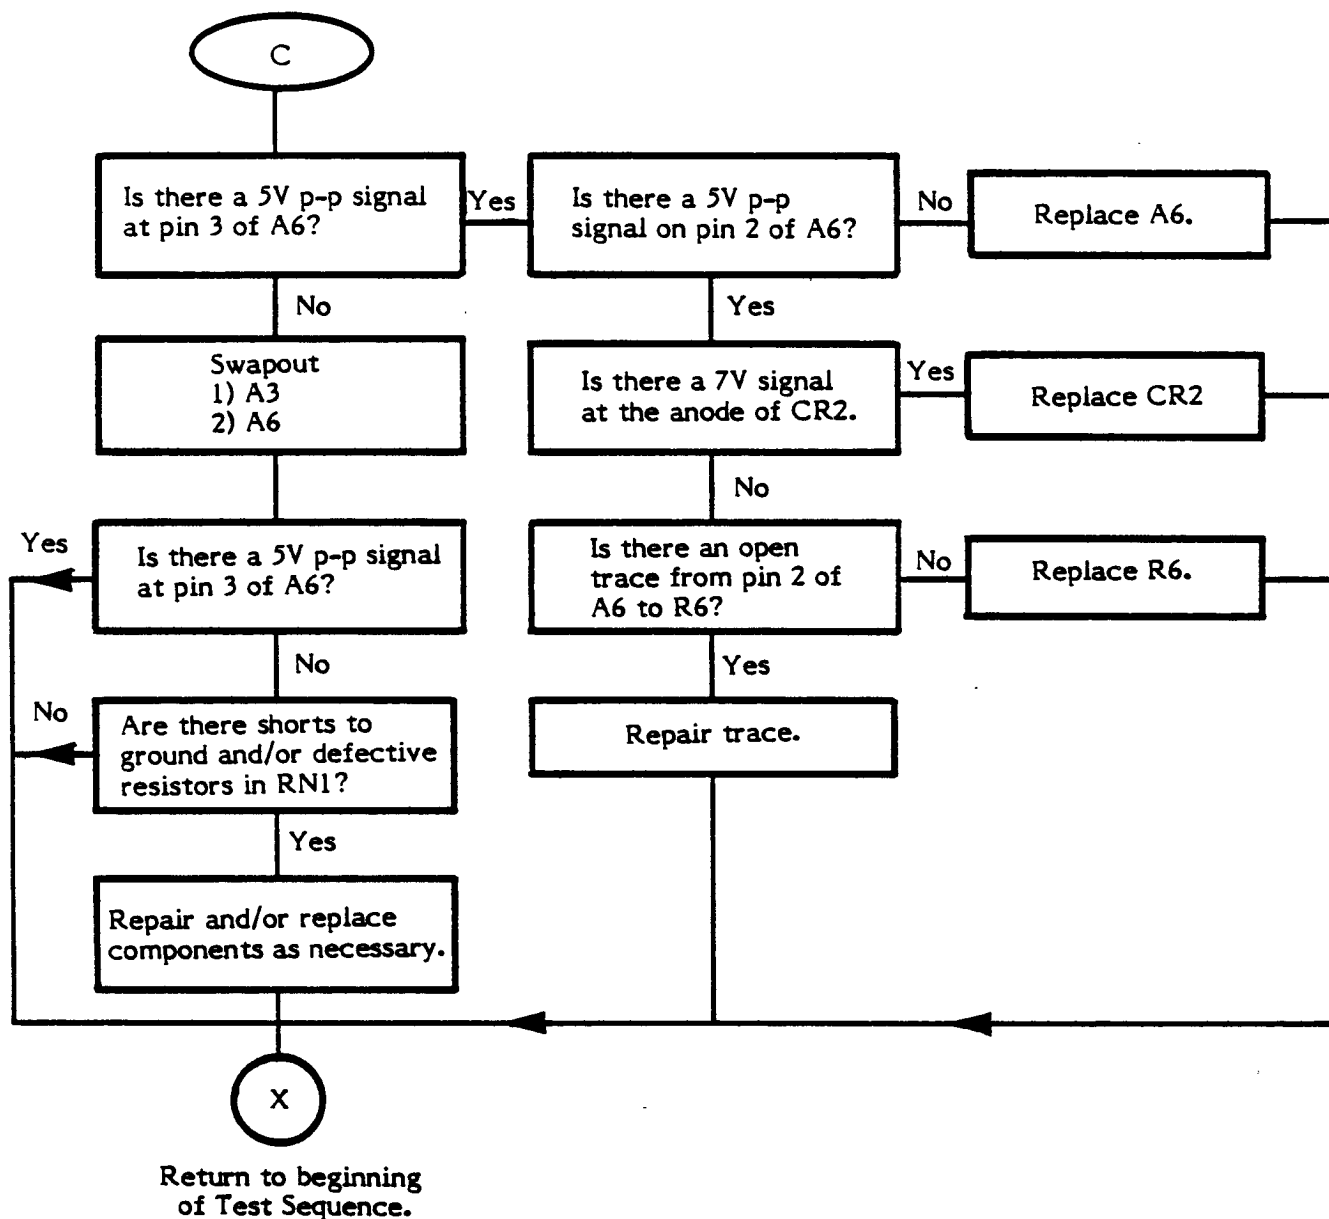 C
Is there a 5V p-p signal
at pin 3 of A6?
Yes
Is there a 5V p-p
signal on pin 2 of A6?
No
Replace A6.
No
Yes
Swapout
1) A3
2) A6
Is there a 7V signal
at the anode of CR2.
Yes
Replace CR2
No
Yes
Is there a 5V p-p signal
at pin 3 of A6?
Is there an open
trace from pin 2 of
A6 to R6?
No
Replace R6.
No
Yes
No
Are there shorts to
ground and/or defective
resistors in RN1?
Repair trace.
Yes
Repair and/or replace
components as necessary.
X
Return to beginning
of Test Sequence.